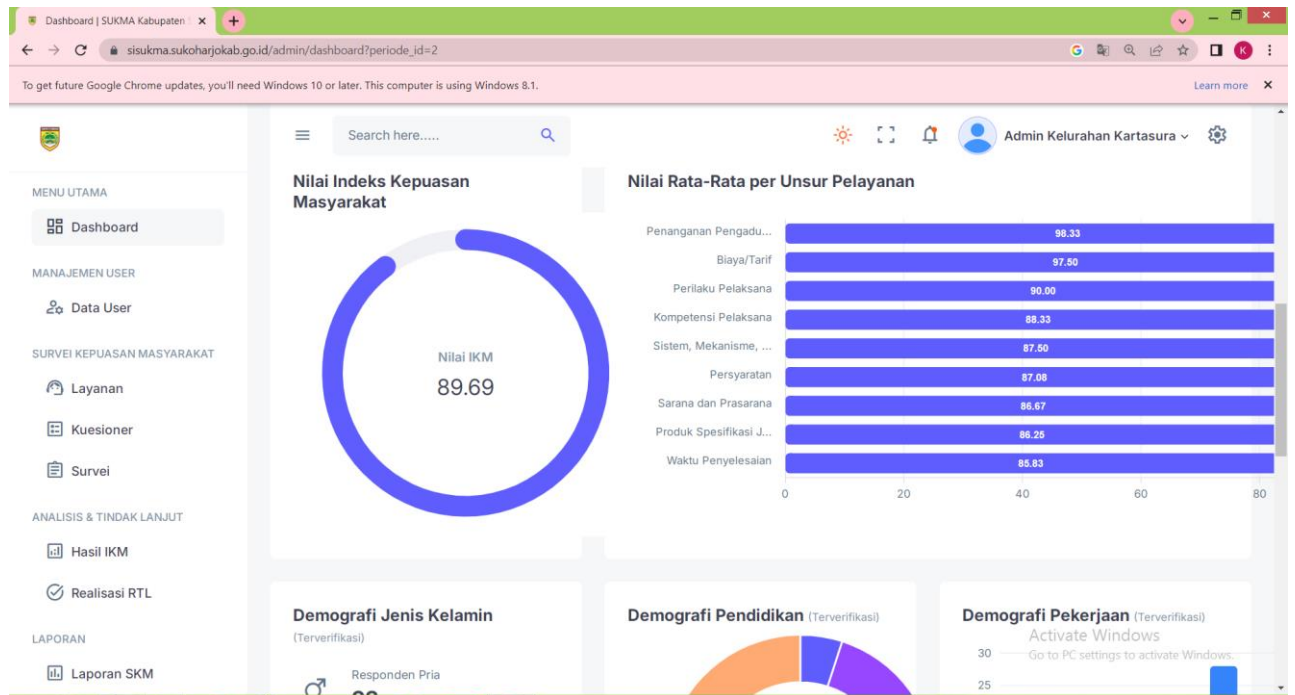 Dashboard | SUKMA Kabupaten
sisukma.sukoharjokab.go.id/admin/dashboard?periode_id=2
To get future Google Chrome updates, you'll need Windows 10 or later. This computer is using Windows 8.1.
Learn more
Search here.....
Admin Kelurahan Kartasura
MENU UTAMA
Dashboard
MANAJEMEN USER
Data User
SURVEI KEPUASAN MASYARAKAT
Layanan
Kuesioner
Survei
ANALISIS & TINDAK LANJUT
Hasil IKM
Realisasi RTL
LAPORAN
Laporan SKM
Nilai Indeks Kepuasan
Masyarakat
Nilai IKM
89.69
Nilai Rata-Rata per Unsur Pelayanan
Penanganan Pengadu... 98.33
Biaya/Tarif 97.50
Perilaku Pelaksana 90.00
Kompetensi Pelaksana 88.33
Sistem, Mekanisme, ... 87.50
Persyaratan 87.08
Sarana dan Prasarana 86.67
Produk Spesifikasi J... 86.25
Waktu Penyelesaian 85.83
0 20 40 60 80
Demografi Jenis Kelamin
(Terverifikasi)
Responden Pria
Demografi Pendidikan (Terverifikasi)
Demografi Pekerjaan (Terverifikasi)
30
25
Activate Windows
Go to PC settings to activate Windows.
K